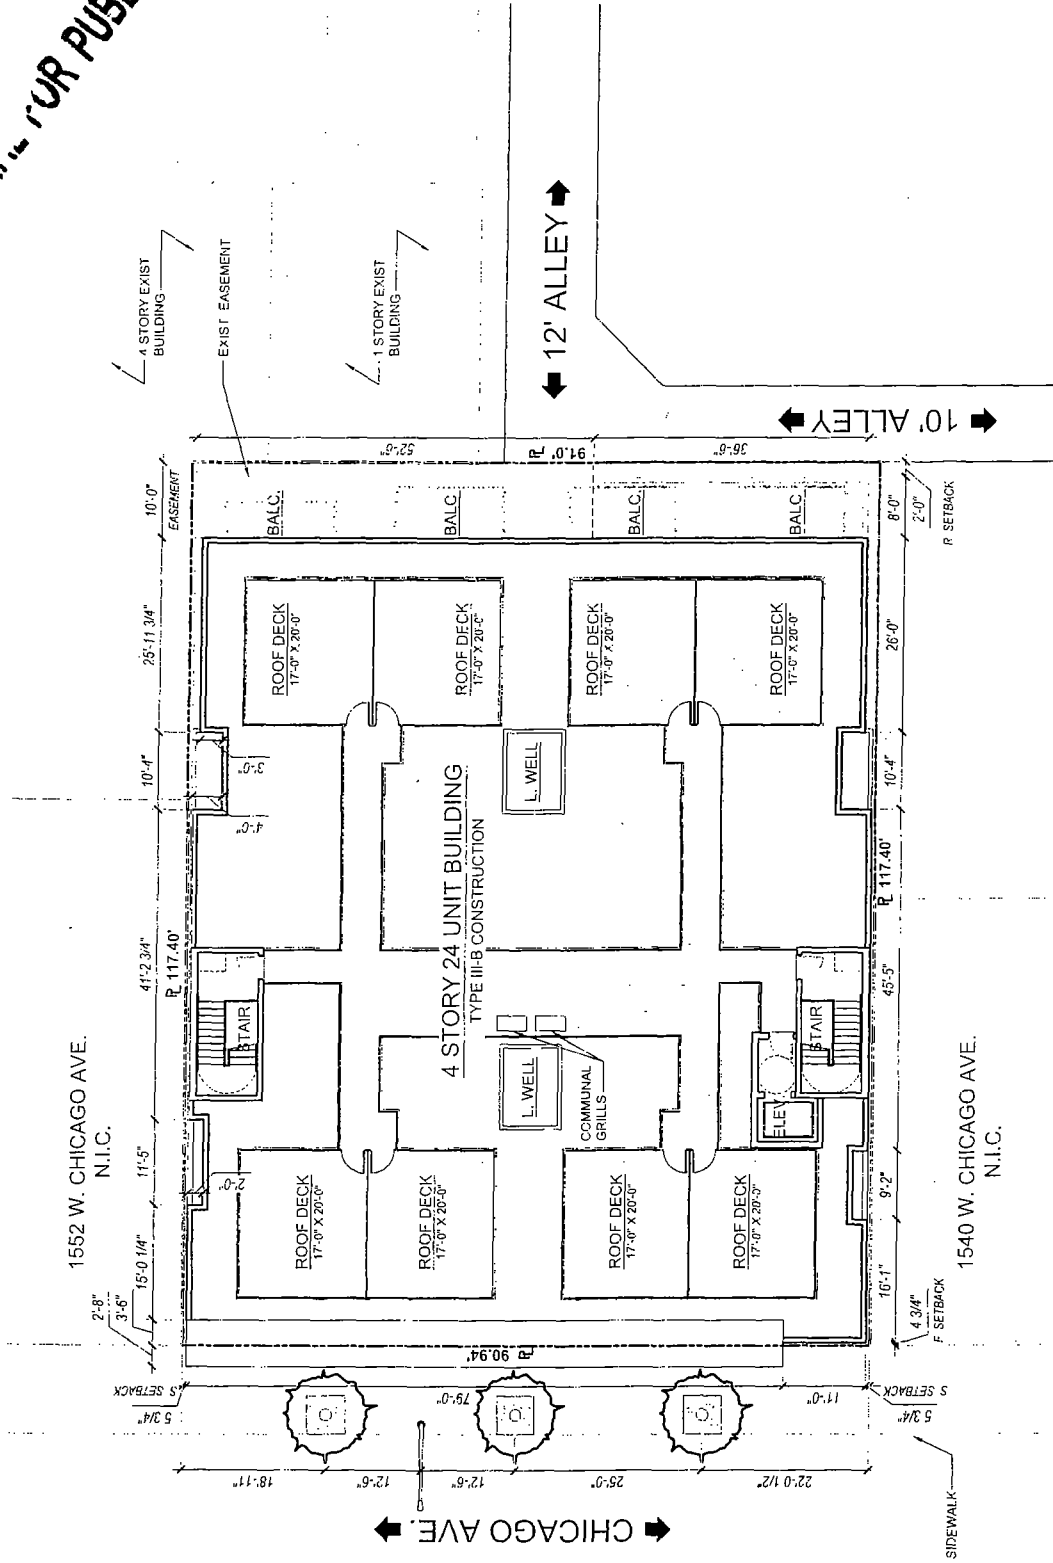 FOR PUB
4 STORY EXIST
BUILDING
EXIST EASEMENT
1 STORY EXIST
BUILDING
12' ALLEY
10' ALLEY
10'-0"
EASEMENT
25'-11 3/4"
10'-4"
41'-2 3/4"
11'-5"
15'-0 1/4"
3'-6"
2'-8"
52'-6"
91.0'
36'-6"
BALC.
BALC.
BALC.
BALC.
8'-0"
2'-0"
R SETBACK
ROOF DECK
17'-0" X 20'-0"
ROOF DECK
17'-0" X 20'-0"
ROOF DECK
17'-0" X 20'-0"
ROOF DECK
17'-0" X 20'-0"
26'-0"
3'-0"
4'-0"
L. WELL
10'-4"
4 STORY 24 UNIT BUILDING
TYPE III-B CONSTRUCTION
PL 117.40'
PL 117.40'
1552 W. CHICAGO AVE.
N.I.C.
STAIR
STAIR
45'-5"
L. WELL
COMMUNAL
GRILLS
ELEV
2'-0"
ROOF DECK
17'-0" X 20'-0"
ROOF DECK
17'-0" X 20'-0"
ROOF DECK
17'-0" X 20'-0"
ROOF DECK
17'-0" X 20'-0"
9'-2"
16'-1"
4 3/4"
F. SETBACK
1540 W. CHICAGO AVE.
N.I.C.
90.94'
5 3/4"
S SETBACK
79'-0"
11'-0"
5 3/4"
S SETBACK
18'-11"
12'-6"
12'-6"
25'-0"
22'-0 1/2"
CHICAGO AVE.
SIDEWALK